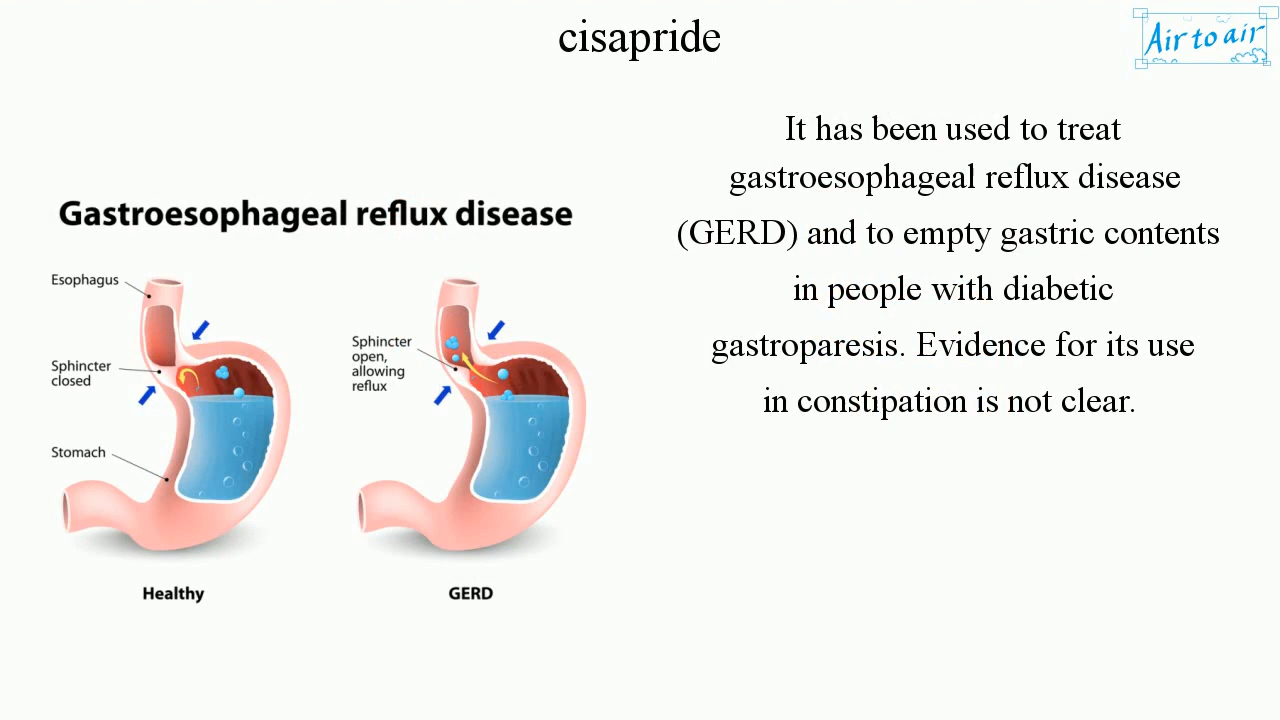 cisapride
Air to air
It has been used to treat
gastroesophageal reflux disease
(GERD) and to empty gastric contents
in people with diabetic
gastroparesis. Evidence for its use
in constipation is not clear.
Gastroesophageal reflux disease
Esophagus
Sphincter
closed
Stomach
Healthy
Sphincter
open,
allowing
reflux
GERD